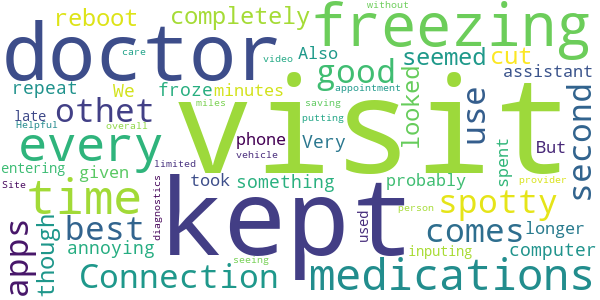 without
reboot
completely
freezing
doctor
seemed
cut
care
video
Also
good
assistant
repeat
froze
minutes
appointment
We
looked
use
second
othet
late
Helpful
saving
miles
putting
visit
every
phone
Very
But
overall
vehicle
entering
given
limited
spent
Site
took
something
probably
provider
time
kept
diagnostics
used
person
spotty
best
comes
longer
apps
though
annoying
computer
inputing
seeing
Connection
medications